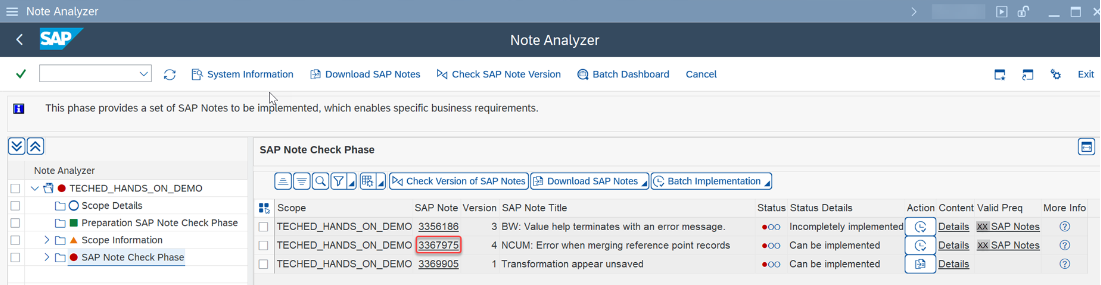 Note Analyzer
SAP
Note Analyzer
System Information
Download SAP Notes
Check SAP Note Version
Batch Dashboard
Cancel
Exit
This phase provides a set of SAP Notes to be implemented, which enables specific business requirements.
Note Analyzer
TECHED_HANDS_ON_DEMO
Scope Details
Preparation SAP Note Check Phase
Scope Information
SAP Note Check Phase
SAP Note Check Phase
Check Version of SAP Notes
Download SAP Notes
Batch Implementation
Scope SAP Note Version SAP Note Title Status Status Details Action Content Valid Preq More Info
TECHED_HANDS_ON_DEMO 3356186 3 BW: Value help terminates with an error message. Incompletely implemented Details XX SAP Notes
TECHED_HANDS_ON_DEMO 3367975 4 NCUM: Error when merging reference point records Can be implemented Details XX SAP Notes
TECHED_HANDS_ON_DEMO 3369905 1 Transformation appear unsaved Can be implemented Details